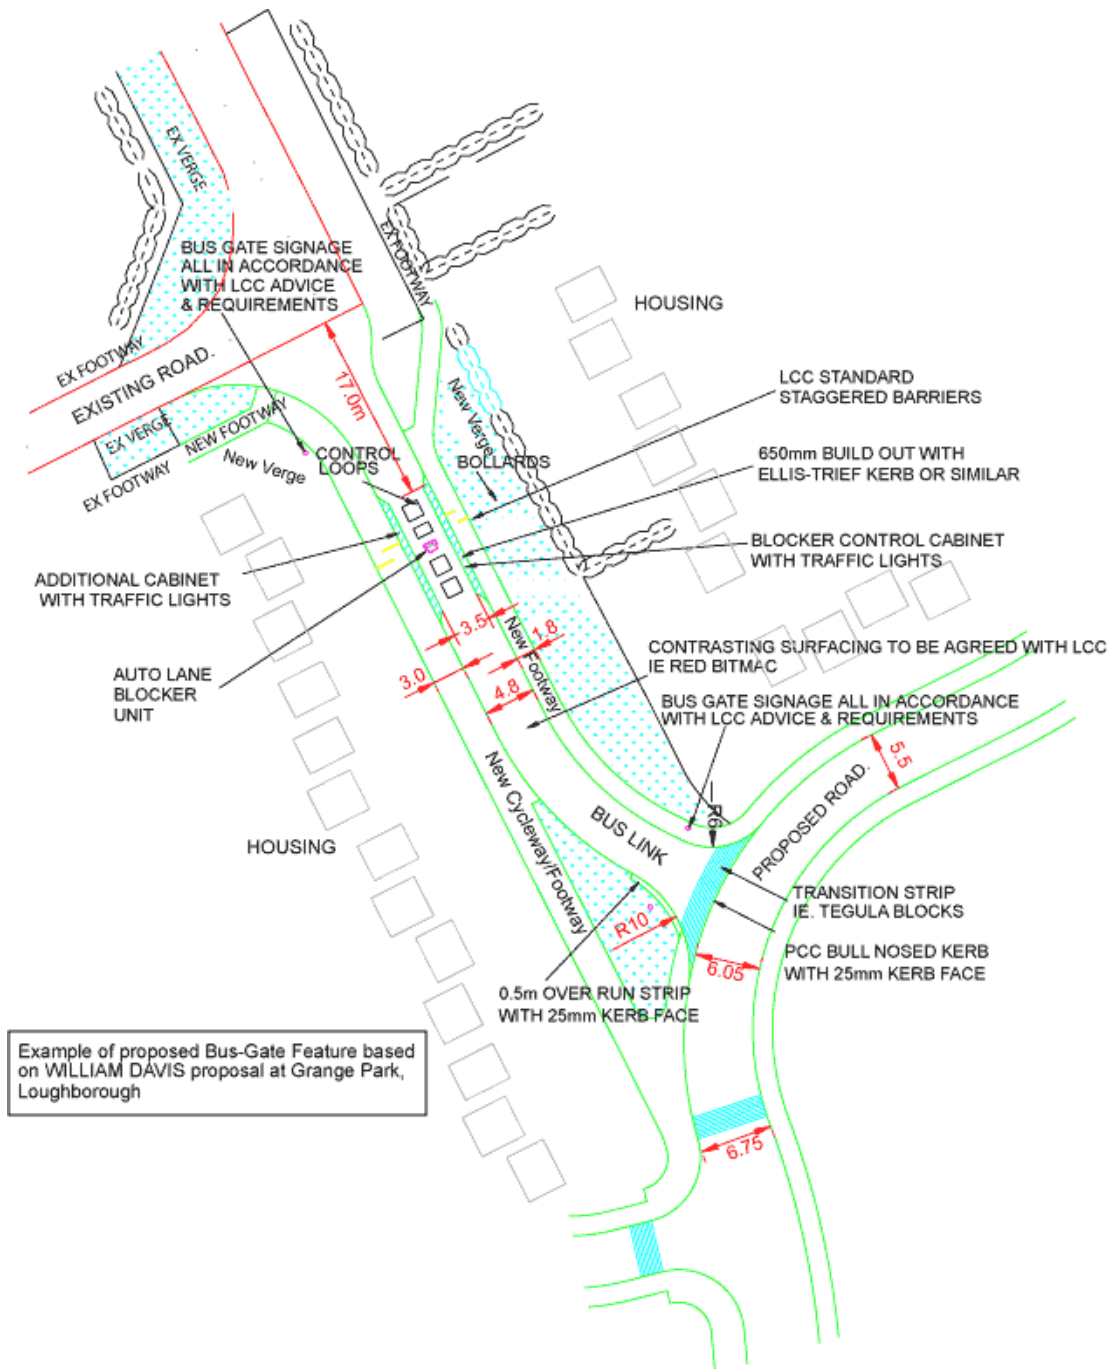 EX VERGE
BUS GATE SIGNAGE
ALL IN ACCORDANCE
WITH LCC ADVICE
& REQUIREMENTS
EX FOOTWAY
HOUSING
EX FOOTWAY
EXISTING ROAD.
17.0m
LCC STANDARD
STAGGERED BARRIERS
New Verge
EX VERGE
NEW FOOTWAY
EX FOOTWAY
New Verge
CONTROL
LOOPS
BOLLARDS
650mm BUILD OUT WITH
ELLIS-TRIEF KERB OR SIMILAR
BLOCKER CONTROL CABINET
WITH TRAFFIC LIGHTS
ADDITIONAL CABINET
WITH TRAFFIC LIGHTS
3.5
1.8
New Footway
CONTRASTING SURFACING TO BE AGREED WITH LCC
IE RED BITMAC
AUTO LANE
BLOCKER
UNIT
3.0
4.8
BUS GATE SIGNAGE ALL IN ACCORDANCE
WITH LCC ADVICE & REQUIREMENTS
5.5
R6
New Cycleway/Footway
BUS LINK
PROPOSED ROAD.
HOUSING
TRANSITION STRIP
IE. TEGULA BLOCKS
R10
PCC BULL NOSED KERB
WITH 25mm KERB FACE
6.05
0.5m OVER RUN STRIP
WITH 25mm KERB FACE
Example of proposed Bus-Gate Feature based
on WILLIAM DAVIS proposal at Grange Park,
Loughborough
6.75